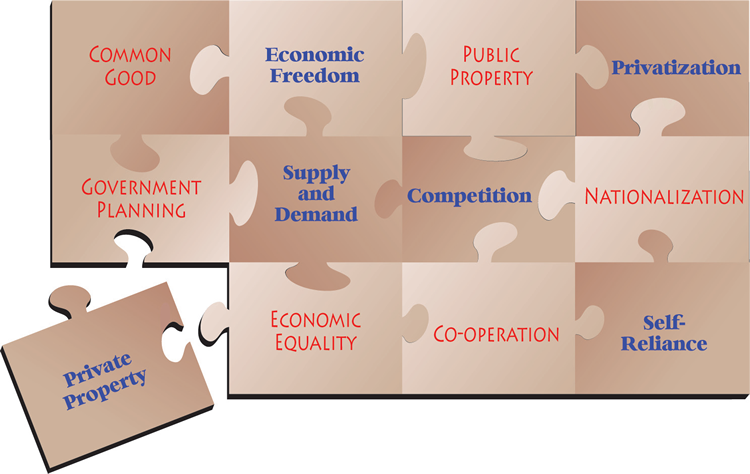 COMMON
GOOD
Economic
Freedom
PUBLIC
PROPERTY
Privatization
GOVERNMENT
PLANNING
Supply
and
Demand
Competition
NATIONALIZATION
Private
Property
ECONOMIC
EQUALITY
CO-OPERATION
Self-
Reliance